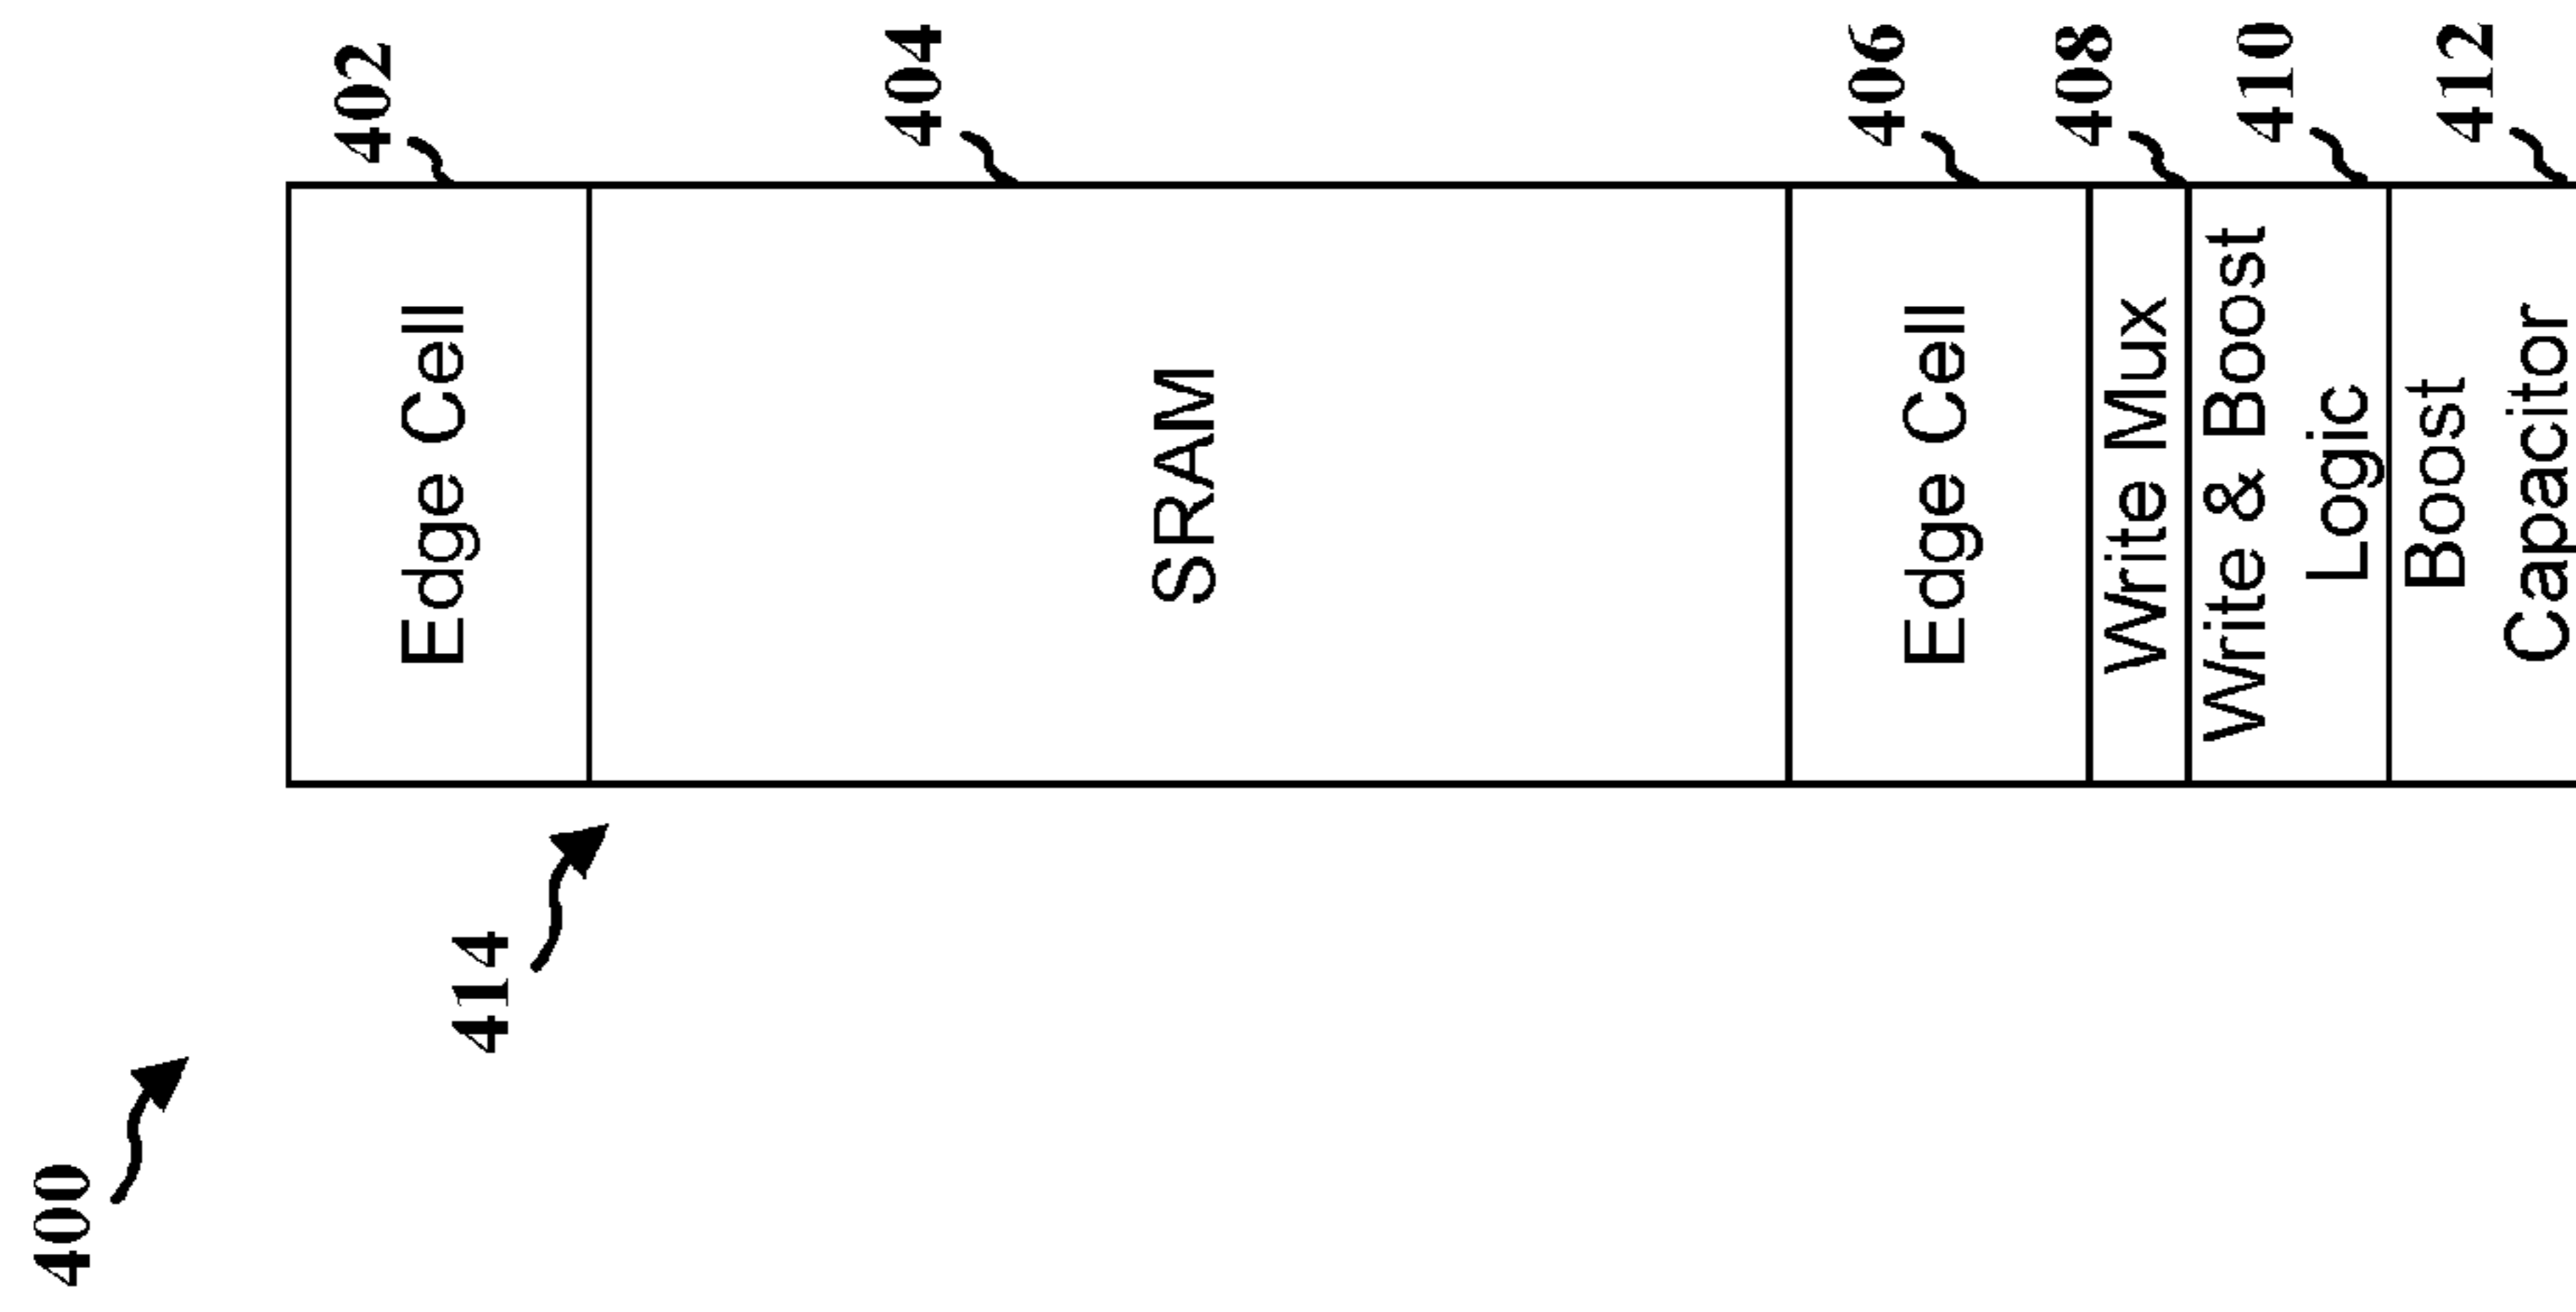 400
414
402
Edge Cell
404
SRAM
406
Edge Cell
408
Write Mux
410
Write & Boost
Logic
412
Boost
Capacitor